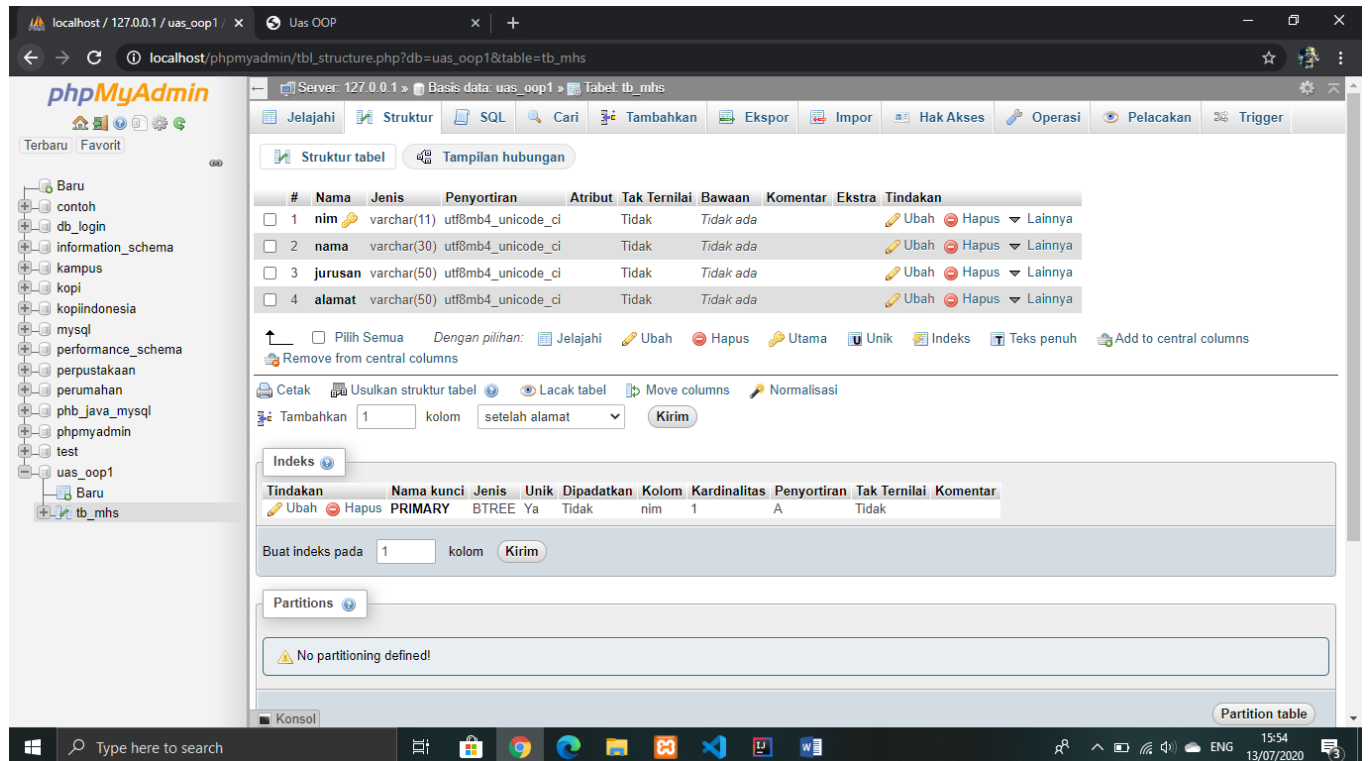 localhost / 127.0.0.1 / uas_oop1 /
Uas OOP
localhost/phpmyadmin/tbl_structure.php?db=uas_oop1&table=tb_mhs
phpMyAdmin
Terbaru Favorit
Baru
contoh
db_login
information_schema
kampus
kopi
kopiindonesia
mysql
performance_schema
perpustakaan
perumahan
phb_java_mysql
phpmyadmin
test
uas_oop1
Baru
tb_mhs
Server: 127.0.0.1 » Basis data: uas_oop1 » Tabel: tb_mhs
Jelajahi Struktur SQL Cari Tambahkan Ekspor Impor Hak Akses Operasi Pelacakan Trigger
Struktur tabel Tampilan hubungan
# Nama Jenis Penyortiran Atribut Tak Ternilai Bawaan Komentar Ekstra Tindakan
1 nim varchar(11) utf8mb4_unicode_ci Tidak Tidak ada Ubah Hapus Lainnya
2 nama varchar(30) utf8mb4_unicode_ci Tidak Tidak ada Ubah Hapus Lainnya
3 jurusan varchar(50) utf8mb4_unicode_ci Tidak Tidak ada Ubah Hapus Lainnya
4 alamat varchar(50) utf8mb4_unicode_ci Tidak Tidak ada Ubah Hapus Lainnya
Pilih Semua Dengan pilihan: Jelajahi Ubah Hapus Utama Unik Indeks Teks penuh Add to central columns
Remove from central columns
Cetak Usulkan struktur tabel Lacak tabel Move columns Normalisasi
Tambahkan 1 kolom setelah alamat Kirim
Indeks
Tindakan Nama kunci Jenis Unik Dipadatkan Kolom Kardinalitas Penyortiran Tak Ternilai Komentar
Ubah Hapus PRIMARY BTREE Ya Tidak nim 1 A Tidak
Buat indeks pada 1 kolom Kirim
Partitions
No partitioning defined!
Partition table
Konsol
Type here to search
ENG
15:54
13/07/2020
3